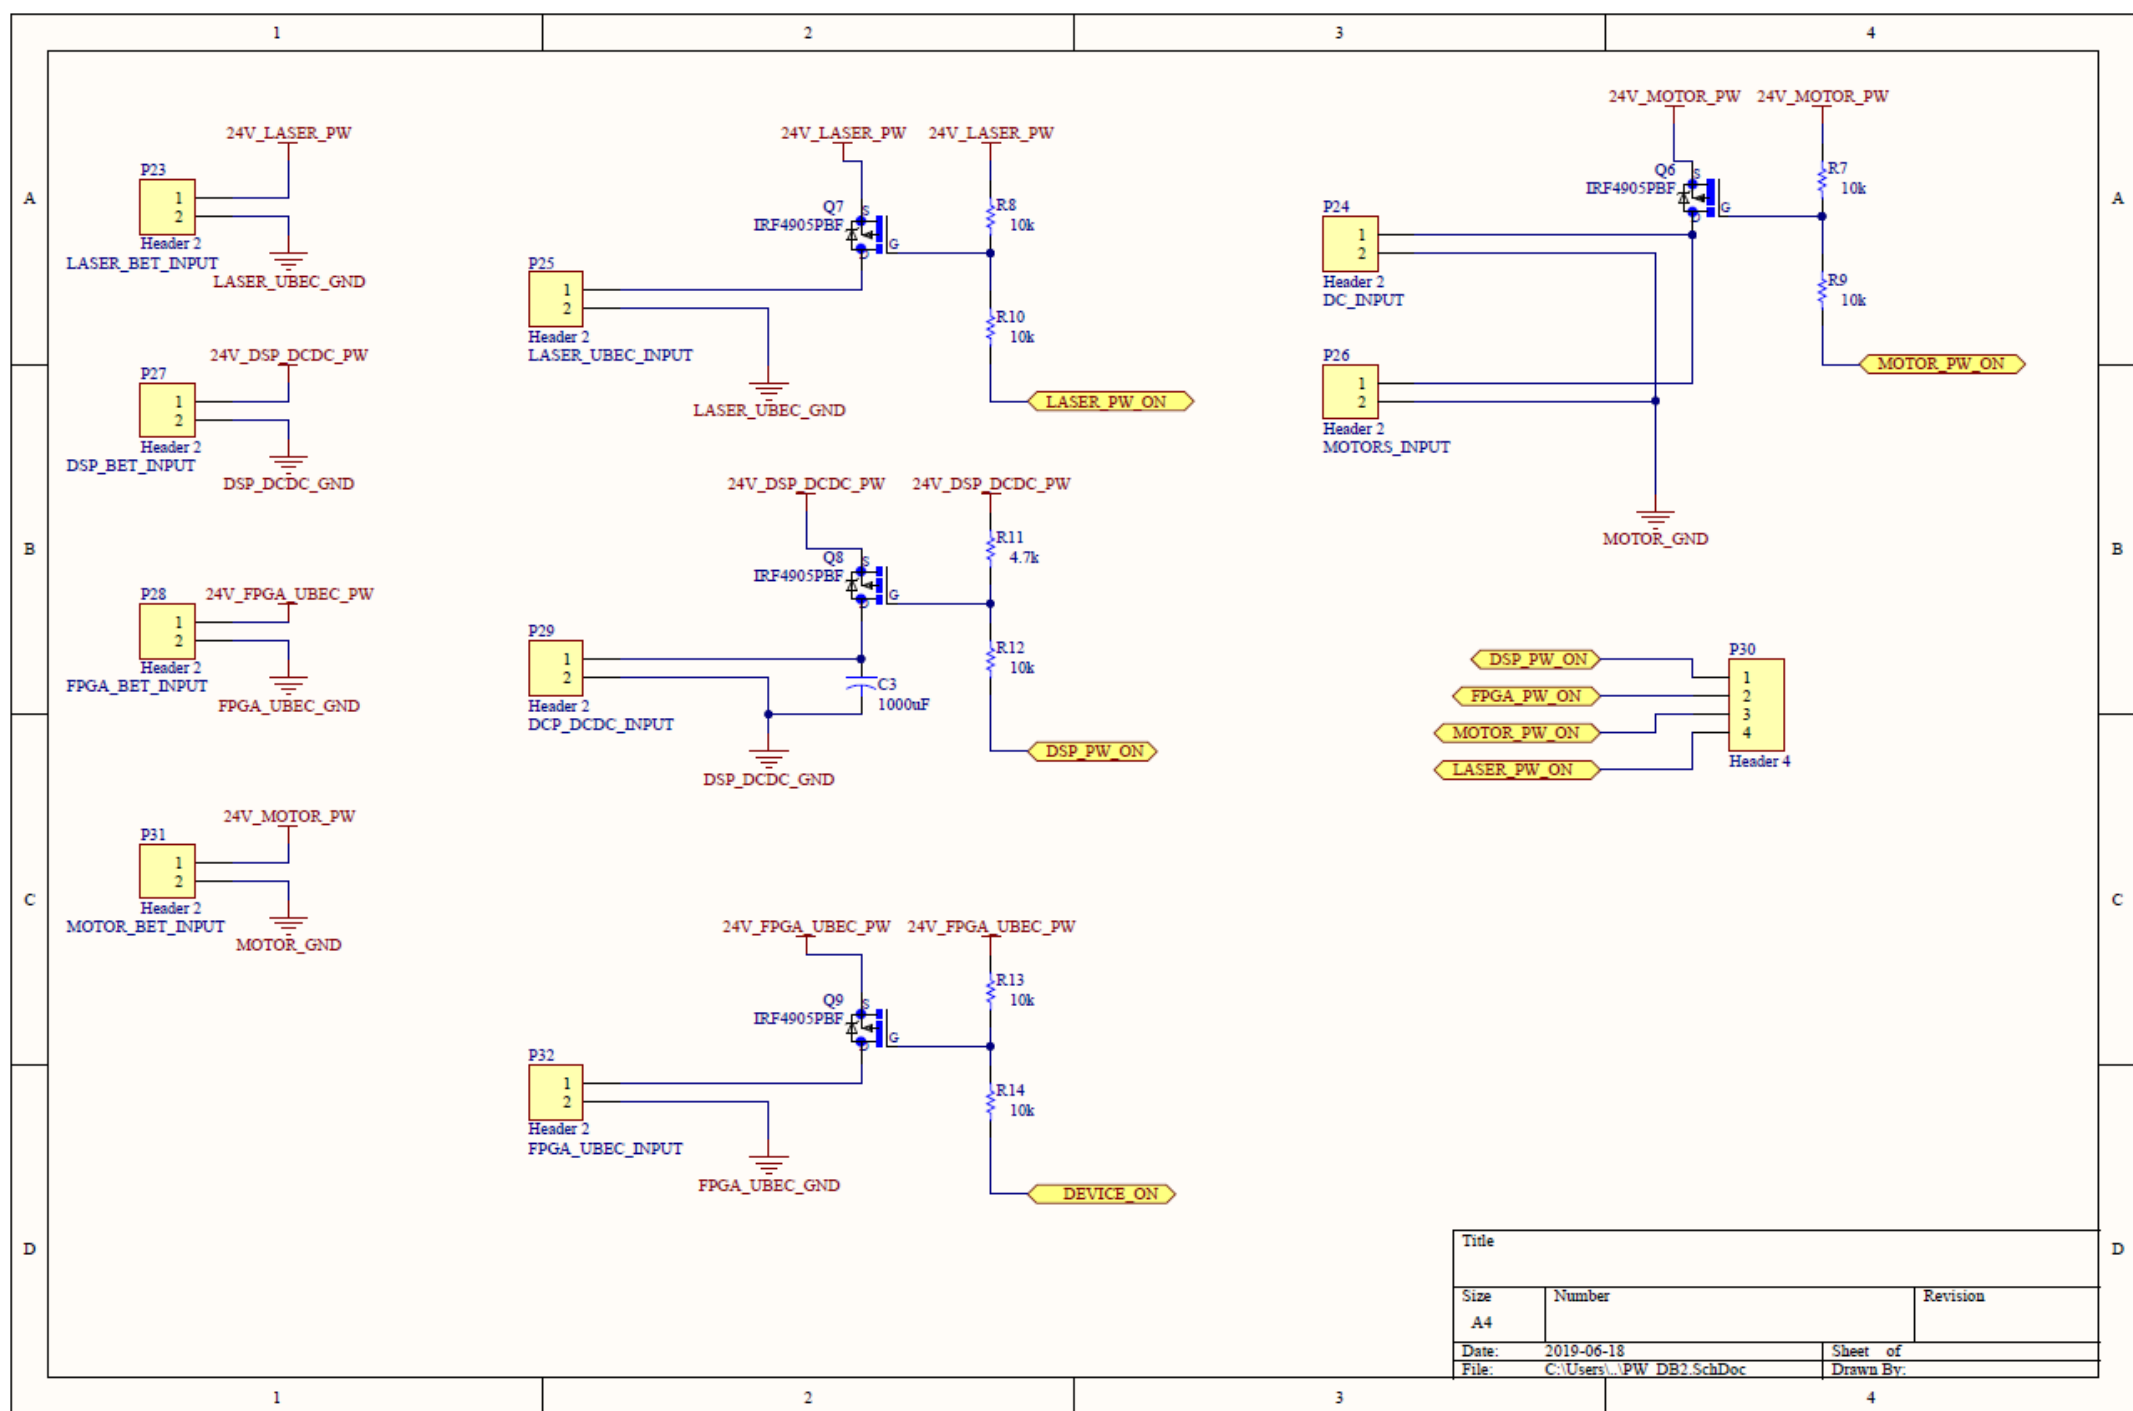 1 2 3 4
A A
B B
C C
D D
1 2 3 4
24V_LASER_PW
P23
1
2
Header 2
LASER_BET_INPUT
LASER_UBEC_GND
24V_DSP_DCDC_PW
P27
1
2
Header 2
DSP_BET_INPUT
DSP_DCDC_GND
24V_FPGA_UBEC_PW
P28
1
2
Header 2
FPGA_BET_INPUT
FPGA_UBEC_GND
24V_MOTOR_PW
P31
1
2
Header 2
MOTOR_BET_INPUT
MOTOR_GND
24V_LASER_PW 24V_LASER_PW
Q7
IRF4905PBF
S
D
G
R8
10k
P25
1
2
Header 2
LASER_UBEC_INPUT
R10
10k
LASER_UBEC_GND
LASER_PW_ON
24V_DSP_DCDC_PW 24V_DSP_DCDC_PW
Q8
IRF4905PBF
S
D
G
R11
4.7k
P29
1
2
Header 2
DCP_DCDC_INPUT
R12
10k
C3
1000uF
DSP_DCDC_GND
DSP_PW_ON
24V_FPGA_UBEC_PW 24V_FPGA_UBEC_PW
Q9
IRF4905PBF
S
D
G
R13
10k
P32
1
2
Header 2
FPGA_UBEC_INPUT
R14
10k
FPGA_UBEC_GND
DEVICE_ON
24V_MOTOR_PW 24V_MOTOR_PW
Q6
IRF4905PBF
S
D
G
R7
10k
P24
1
2
Header 2
DC_INPUT
R9
10k
P26
1
2
Header 2
MOTORS_INPUT
MOTOR_PW_ON
MOTOR_GND
P30
DSP_PW_ON 1
FPGA_PW_ON 2
MOTOR_PW_ON 3
LASER_PW_ON 4
Header 4
Title
Size Number Revision
A4
Date: 2019-06-18 Sheet of
File: C:\Users\..\PW_DB2.SchDoc Drawn By: